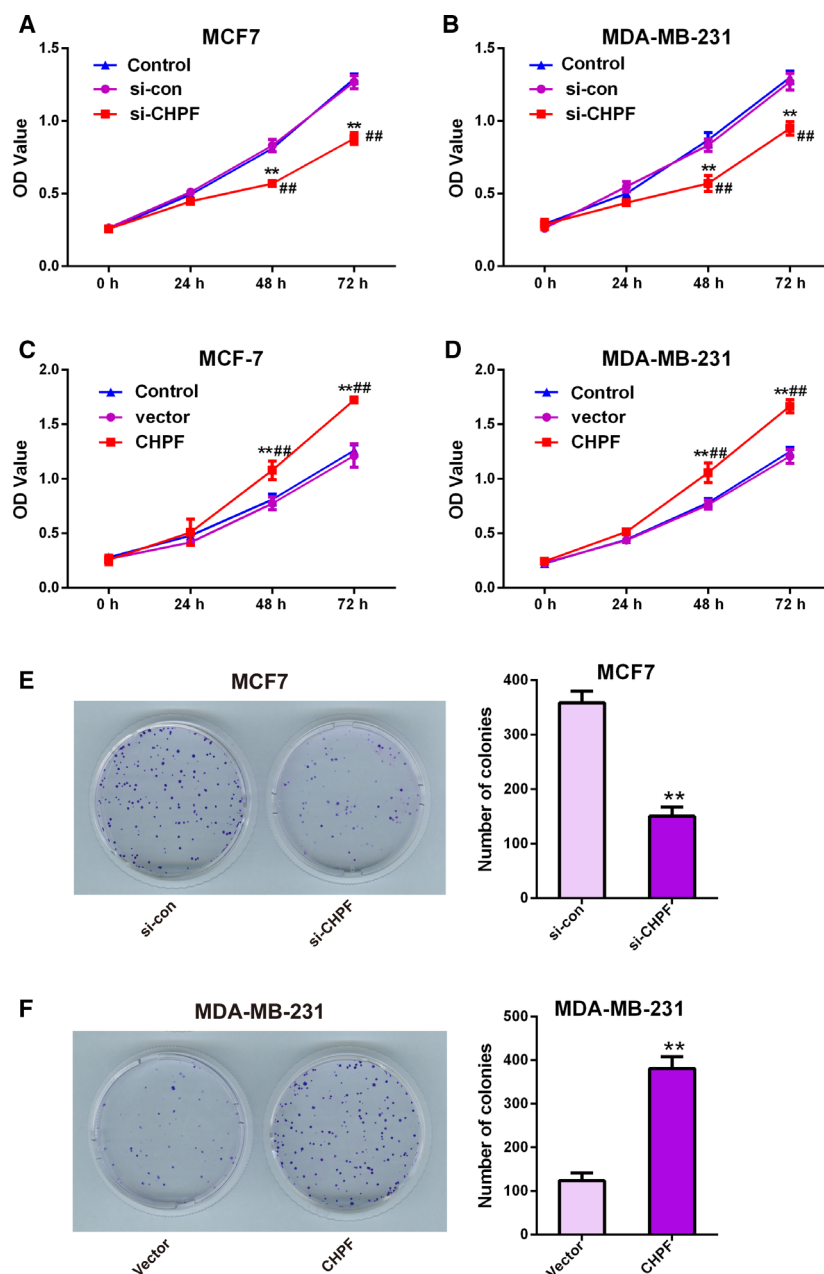 A
MCF7
OD Value
1.5
1.0
0.5
0.0
Control
si-con
si-CHPF
**
##
**
##
0 h 24 h 48 h 72 h
B
MDA-MB-231
OD Value
1.5
1.0
0.5
0.0
Control
si-con
si-CHPF
**
##
**
##
0 h 24 h 48 h 72 h
C
MCF-7
OD Value
2.0
1.5
1.0
0.5
0.0
Control
vector
CHPF
**##
**##
0 h 24 h 48 h 72 h
D
MDA-MB-231
OD Value
2.0
1.5
1.0
0.5
0.0
Control
vector
CHPF
**##
**##
0 h 24 h 48 h 72 h
E
MCF7
si-con
si-CHPF
MCF7
Number of colonies
400
300
200
100
0
**
si-con
si-CHPF
F
MDA-MB-231
Vector
CHPF
MDA-MB-231
Number of colonies
500
400
300
200
100
0
**
Vector
CHPF